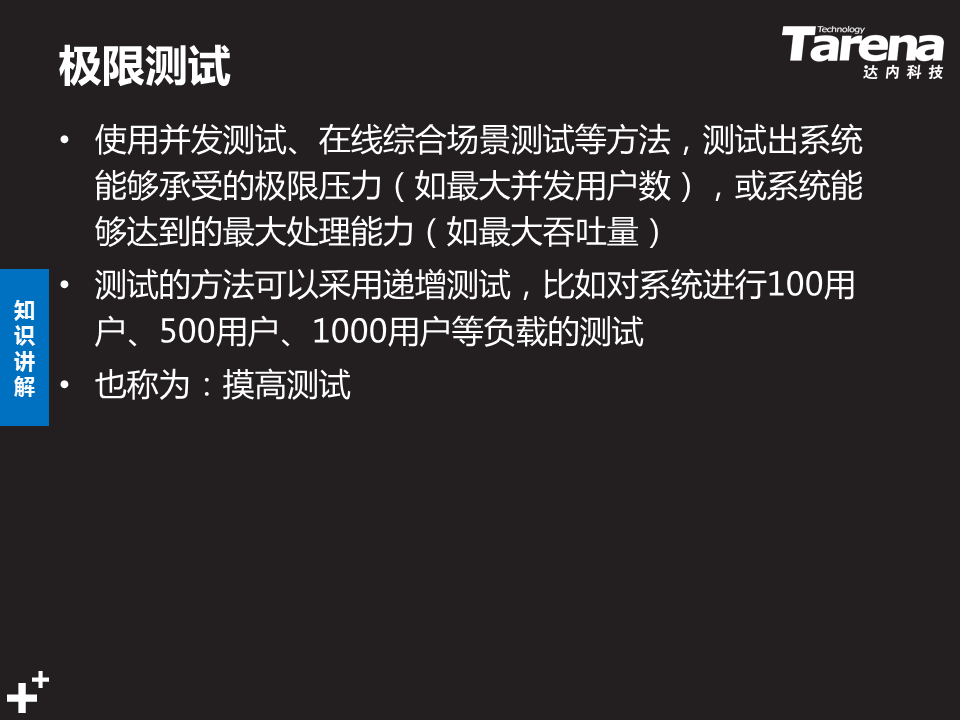 极限测试
Technology
Tarena
达内科技
• 使用并发测试、在线综合场景测试等方法，测试出系统
能够承受的极限压力（如最大并发用户数），或系统能
够达到的最大处理能力（如最大吞吐量）
• 测试的方法可以采用递增测试，比如对系统进行100用
户、500用户、1000用户等负载的测试
• 也称为：摸高测试
知
识
讲
解